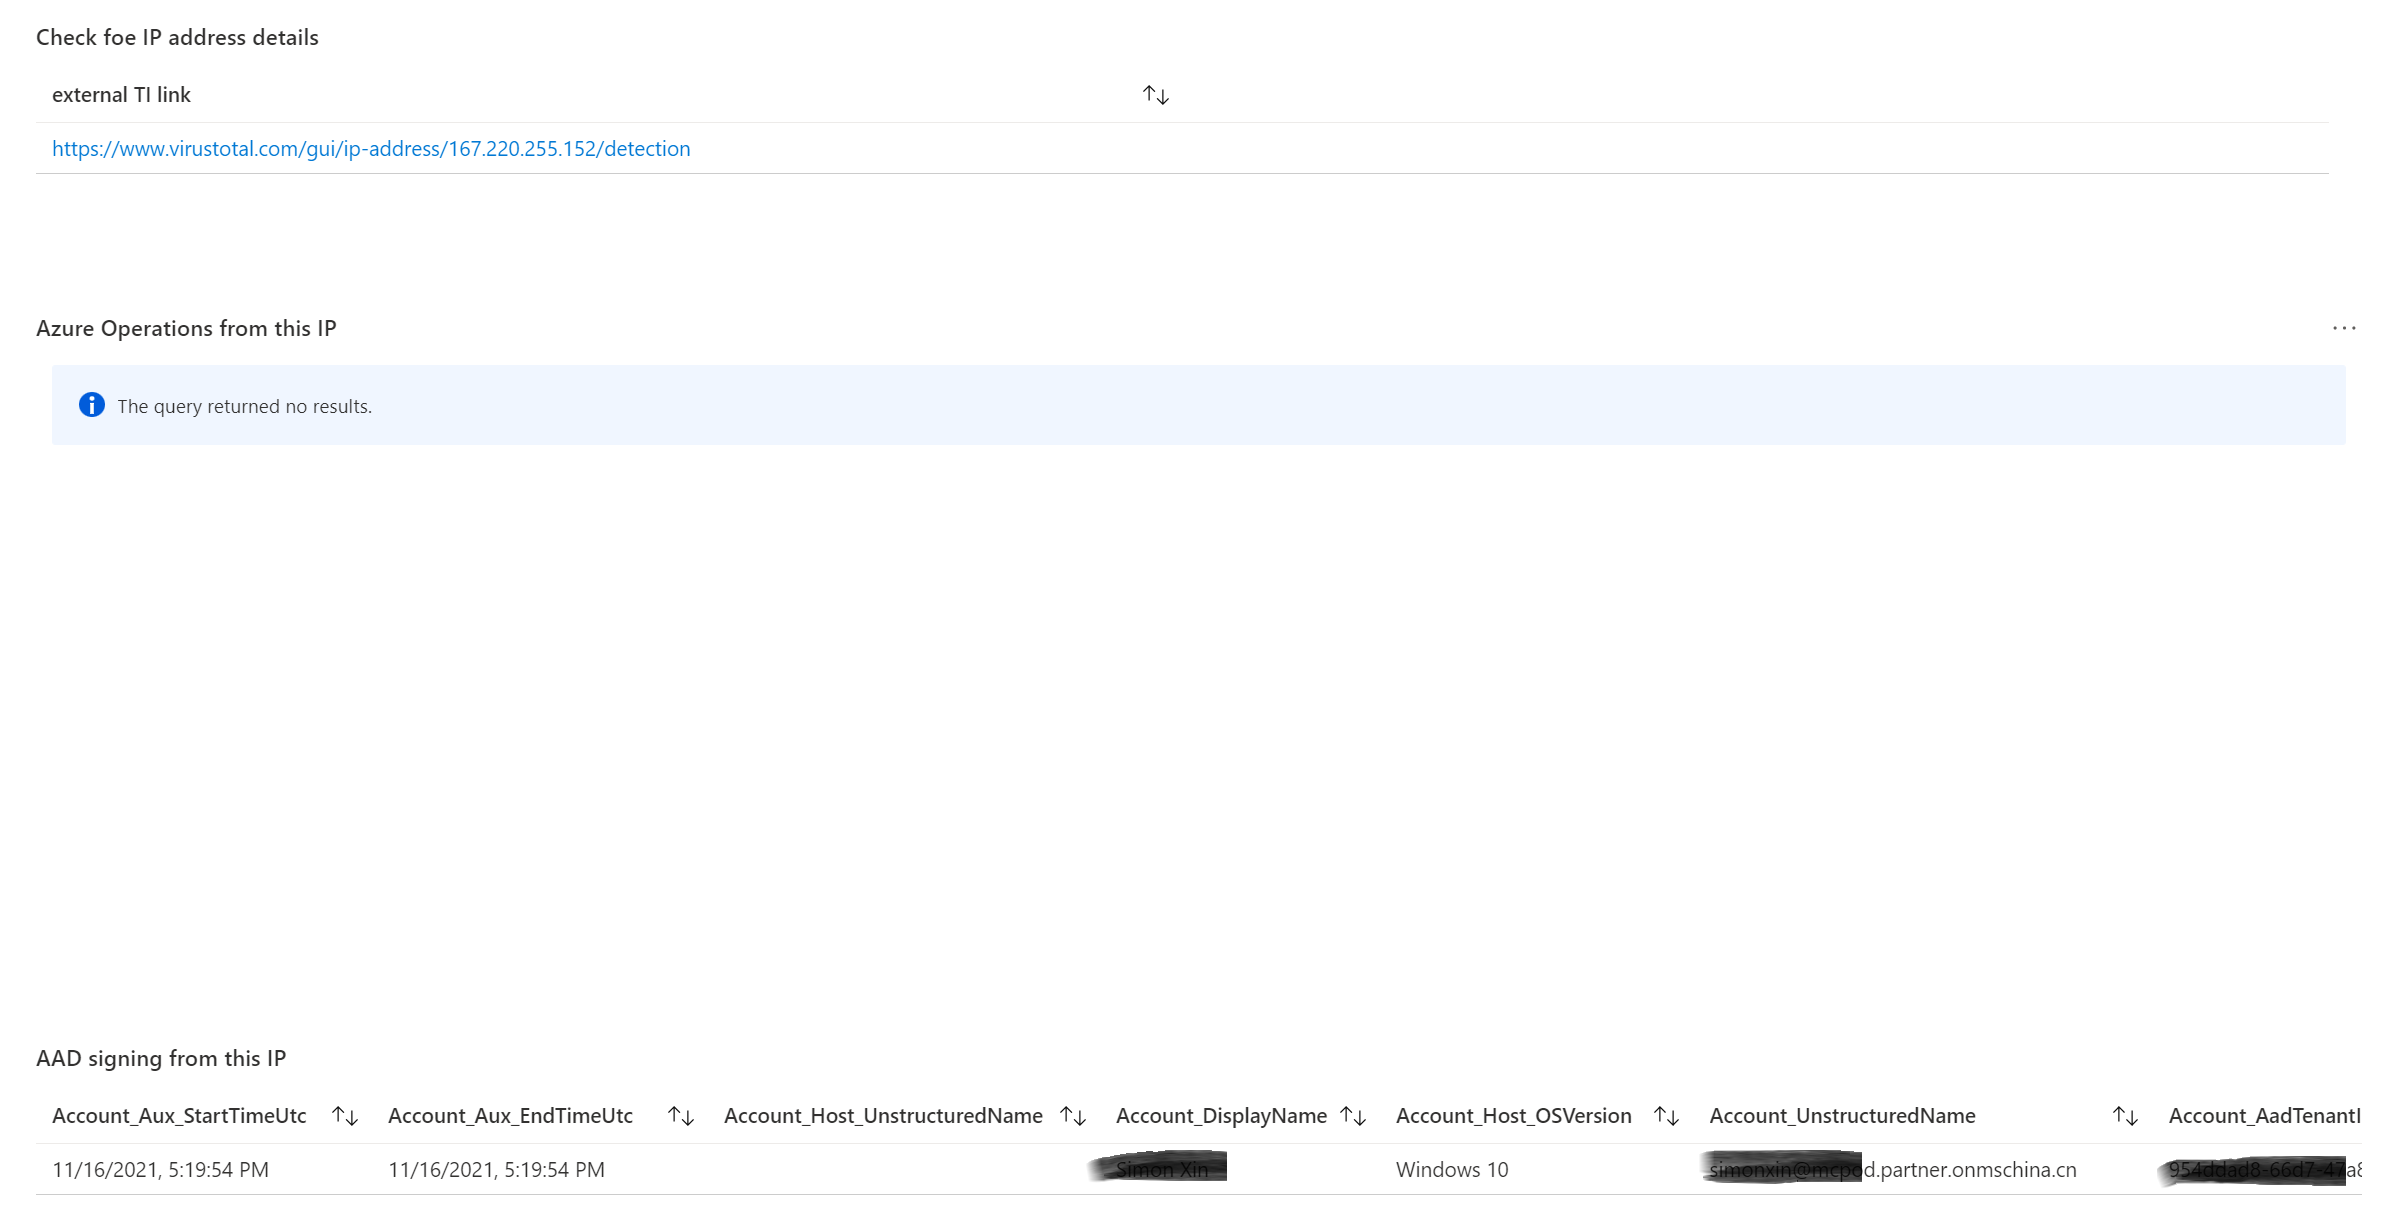 Check foe IP address details
external TI link
https://www.virustotal.com/gui/ip-address/167.220.255.152/detection
Azure Operations from this IP
The query returned no results.
AAD signing from this IP
Account_Aux_StartTimeUtc Account_Aux_EndTimeUtc Account_Host_UnstructuredName Account_DisplayName Account_Host_OSVersion Account_UnstructuredName Account_AadTenantI
11/16/2021, 5:19:54 PM 11/16/2021, 5:19:54 PM Windows 10 .partner.onmschina.cn